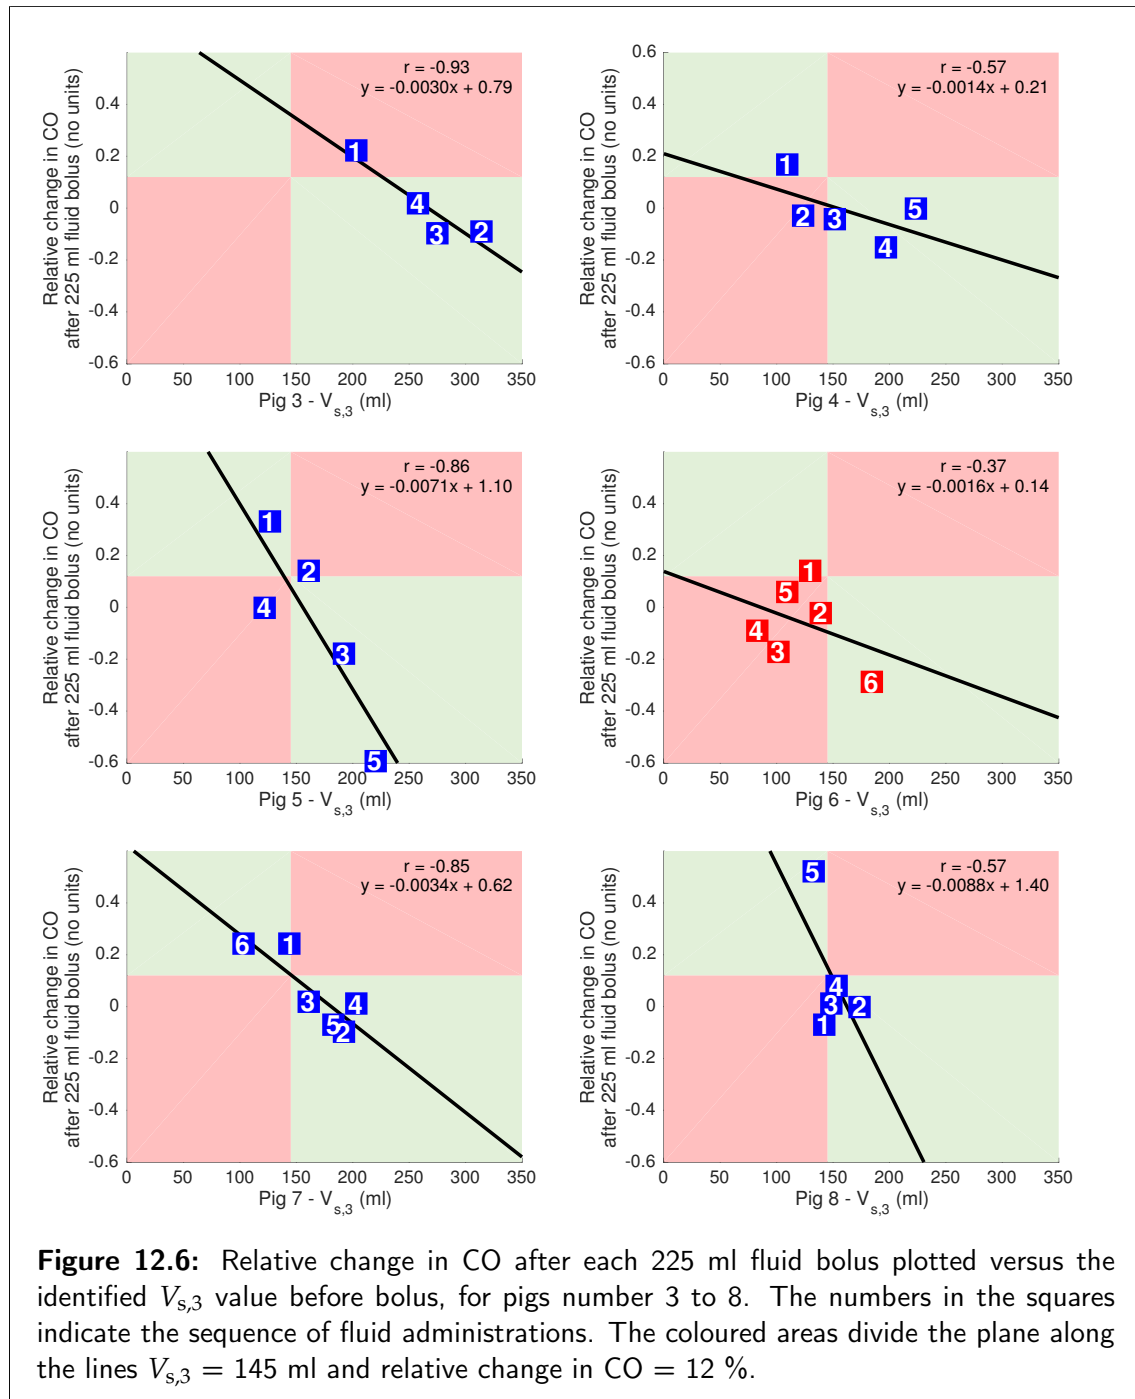 r = -0.93
y = -0.0030x + 0.79
Relative change in CO
after 225 ml fluid bolus (no units)
0.4
0.2
0
-0.2
-0.4
-0.6
1
4
3
2
0 50 100 150 200 250 300 350
Pig 3 - Vs,3 (ml)
r = -0.57
y = -0.0014x + 0.21
Relative change in CO
after 225 ml fluid bolus (no units)
0.6
0.4
0.2
0
-0.2
-0.4
-0.6
1
2
3
5
4
0 50 100 150 200 250 300 350
Pig 4 - Vs,3 (ml)
r = -0.86
y = -0.0071x + 1.10
Relative change in CO
after 225 ml fluid bolus (no units)
0.4
0.2
0
-0.2
-0.4
-0.6
1
2
4
3
5
0 50 100 150 200 250 300 350
Pig 5 - Vs,3 (ml)
r = -0.37
y = -0.0016x + 0.14
Relative change in CO
after 225 ml fluid bolus (no units)
0.4
0.2
0
-0.2
-0.4
-0.6
1
5
2
4
3
6
0 50 100 150 200 250 300 350
Pig 6 - Vs,3 (ml)
r = -0.85
y = -0.0034x + 0.62
Relative change in CO
after 225 ml fluid bolus (no units)
0.4
0.2
0
-0.2
-0.4
-0.6
6
1
3
4
5
2
0 50 100 150 200 250 300 350
Pig 7 - Vs,3 (ml)
r = -0.57
y = -0.0088x + 1.40
Relative change in CO
after 225 ml fluid bolus (no units)
0.4
0.2
0
-0.2
-0.4
-0.6
5
4
3
2
1
0 50 100 150 200 250 300 350
Pig 8 - Vs,3 (ml)
Figure 12.6: Relative change in CO after each 225 ml fluid bolus plotted versus the
identified Vs,3 value before bolus, for pigs number 3 to 8. The numbers in the squares
indicate the sequence of fluid administrations. The coloured areas divide the plane along
the lines Vs,3 = 145 ml and relative change in CO = 12 %.